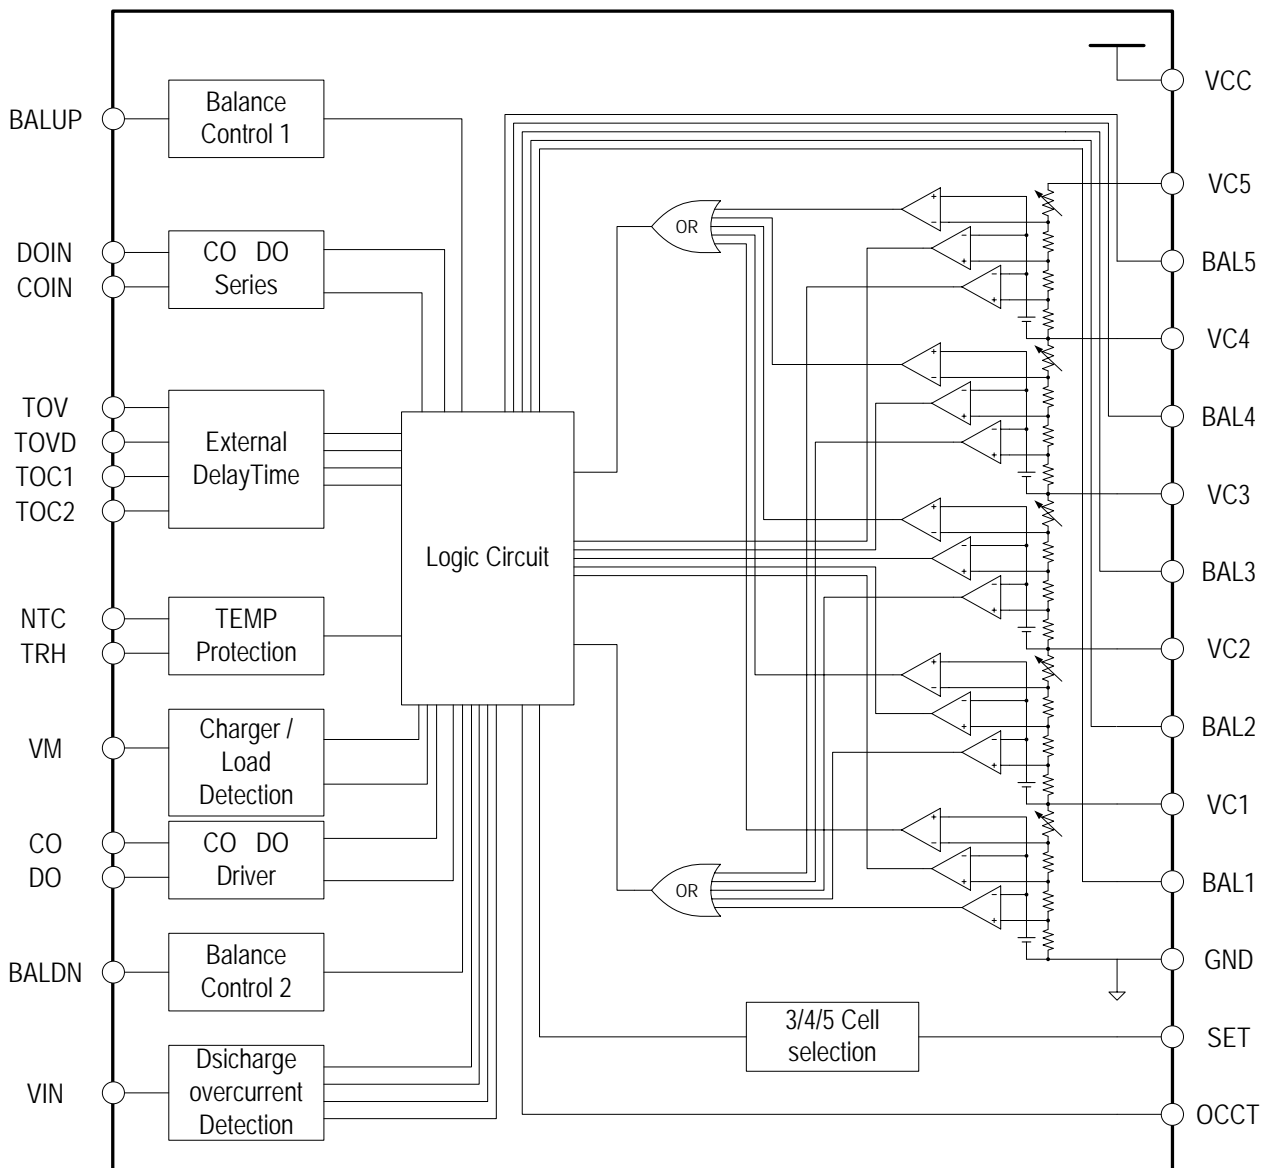 VCC
BALUP
Balance
Control 1
VC5
DOIN
COIN
CO DO
Series
OR
BAL5
VC4
TOV
TOVD
TOC1
TOC2
External
DelayTime
BAL4
VC3
Logic Circuit
BAL3
NTC
TRH
TEMP
Protection
VC2
VM
Charger /
Load
Detection
BAL2
VC1
CO
DO
CO DO
Driver
OR
BAL1
BALDN
Balance
Control 2
GND
3/4/5 Cell
selection
SET
VIN
Dsicharge
overcurrent
Detection
OCCT
+
-
-
+
-
+
+
-
-
+
-
+
+
-
-
+
-
+
+
-
-
+
-
+
+
-
-
+
-
+